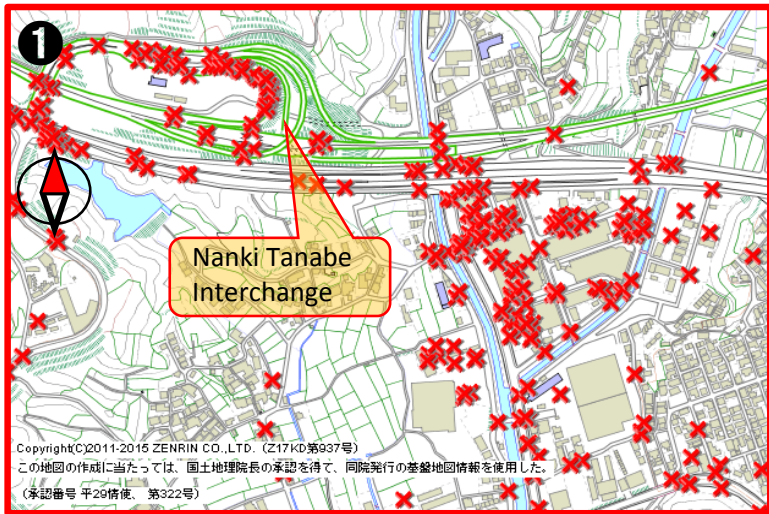 1
Nanki Tanabe
Interchange
Copyright(C)2011-2015 ZENRIN CO.,LTD. (Z17KD第937号)
この地図の作成に当たっては、国土地理院長の承認を得て、同院発行の基盤地図情報を使用した。
(承認番号 平29情使、 第322号)